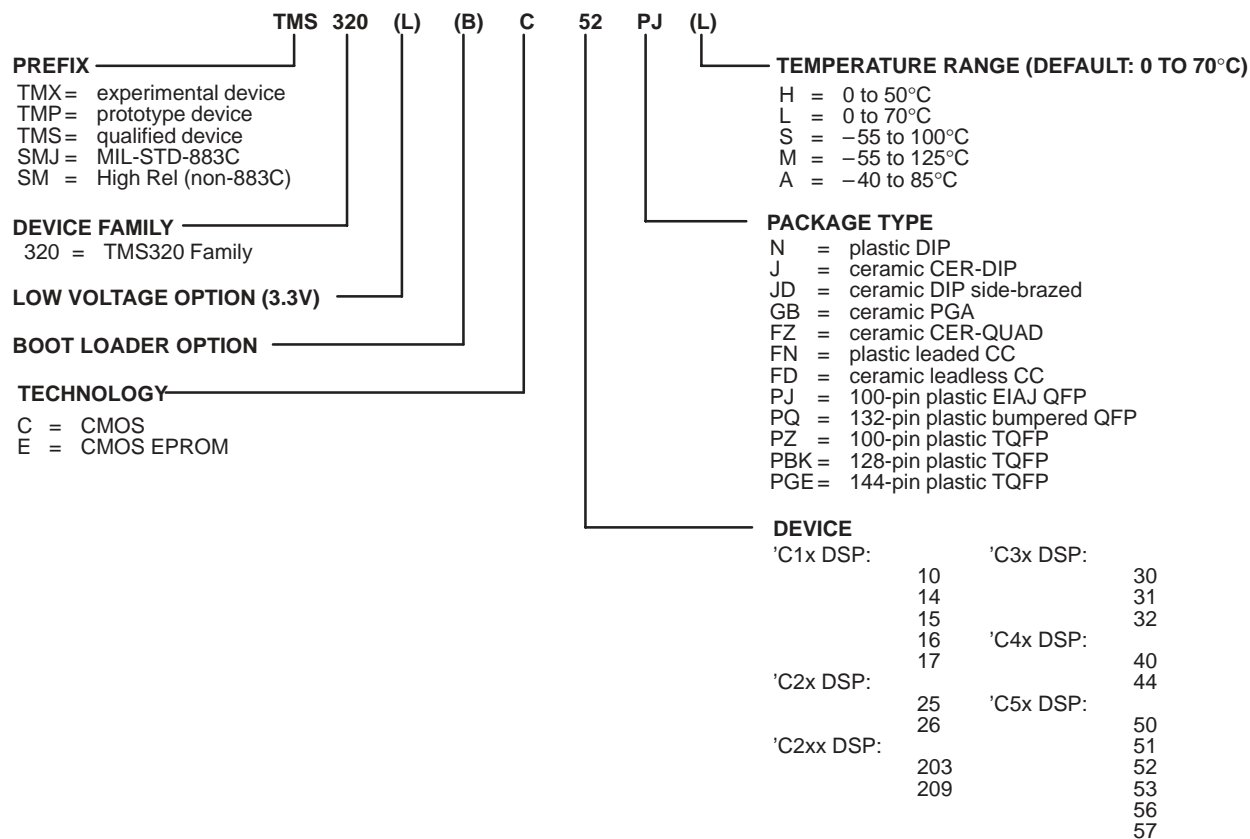 TMS 320 (L) (B) C 52 PJ (L)
PREFIX
TMX = experimental device
TMP = prototype device
TMS = qualified device
SMJ = MIL-STD-883C
SM = High Rel (non-883C)
DEVICE FAMILY
320 = TMS320 Family
LOW VOLTAGE OPTION (3.3V)
BOOT LOADER OPTION
TECHNOLOGY
C = CMOS
E = CMOS EPROM
TEMPERATURE RANGE (DEFAULT: 0 TO 70°C)
H = 0 to 50°C
L = 0 to 70°C
S = –55 to 100°C
M = –55 to 125°C
A = –40 to 85°C
PACKAGE TYPE
N = plastic DIP
J = ceramic CER-DIP
JD = ceramic DIP side-brazed
GB = ceramic PGA
FZ = ceramic CER-QUAD
FN = plastic leaded CC
FD = ceramic leadless CC
PJ = 100-pin plastic EIAJ QFP
PQ = 132-pin plastic bumpered QFP
PZ = 100-pin plastic TQFP
PBK = 128-pin plastic TQFP
PGE = 144-pin plastic TQFP
DEVICE
’C1x DSP:
10
14
15
16
17
’C2x DSP:
25
26
’C2xx DSP:
203
209
’C3x DSP:
30
31
32
’C4x DSP:
40
44
’C5x DSP:
50
51
52
53
56
57